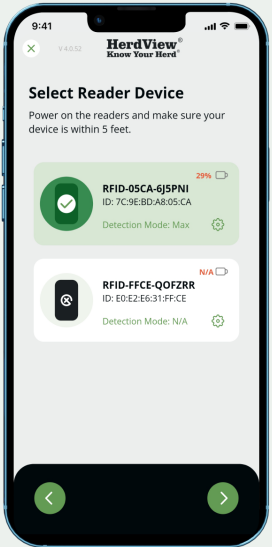 9:41
V 4.0.52
HerdView®
Know Your Herd®
Select Reader Device
Power on the readers and make sure your
device is within 5 feet.
29%
RFID-05CA-6J5PNI
ID: 7C:9E:BD:A8:05:CA
Detection Mode: Max
N/A
RFID-FFCE-QOFZRR
ID: E0:E2:E6:31:FF:CE
Detection Mode: N/A